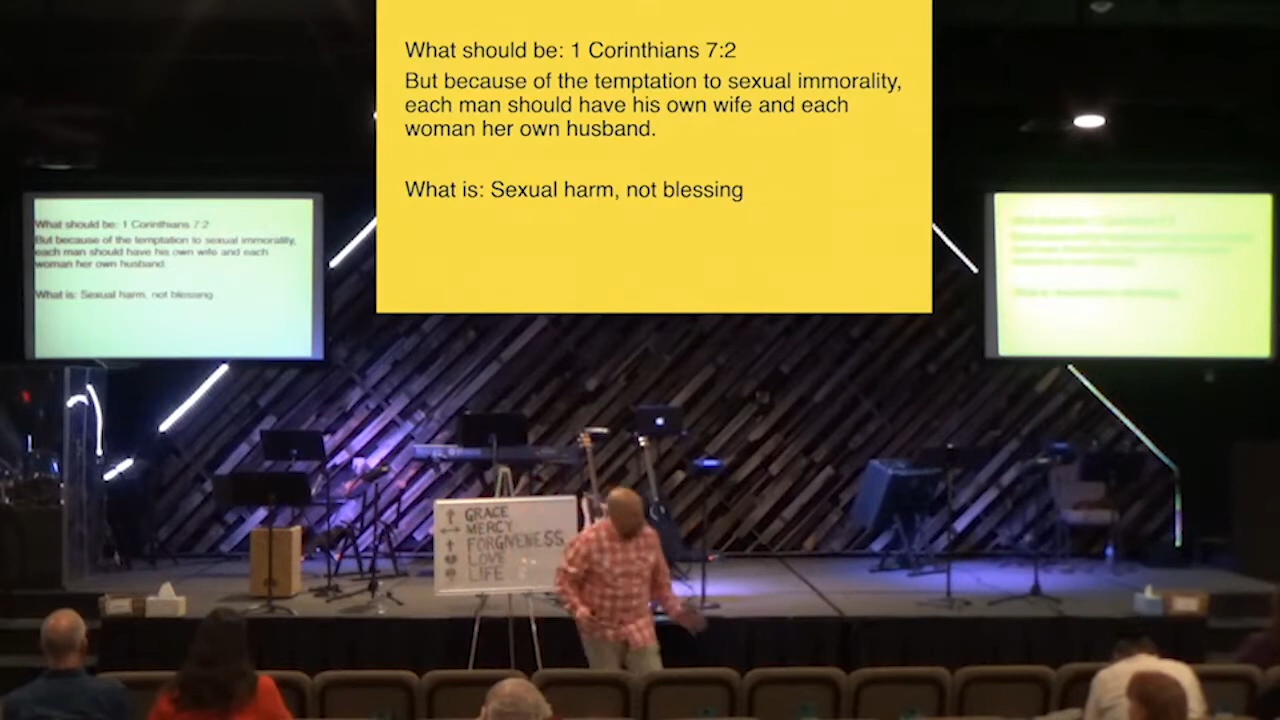 What should be: 1 Corinthians 7:2
But because of the temptation to sexual immorality,
each man should have his own wife and each
woman her own husband.
What is: Sexual harm, not blessing
What should be: 1 Corinthians 7:2
But because of the temptation to sexual immorality,
each man should have his own wife and each
woman her own husband.
What is: Sexual harm, not blessing
GRACE
MERCY
FORGIVENESS
LOVE
LIFE